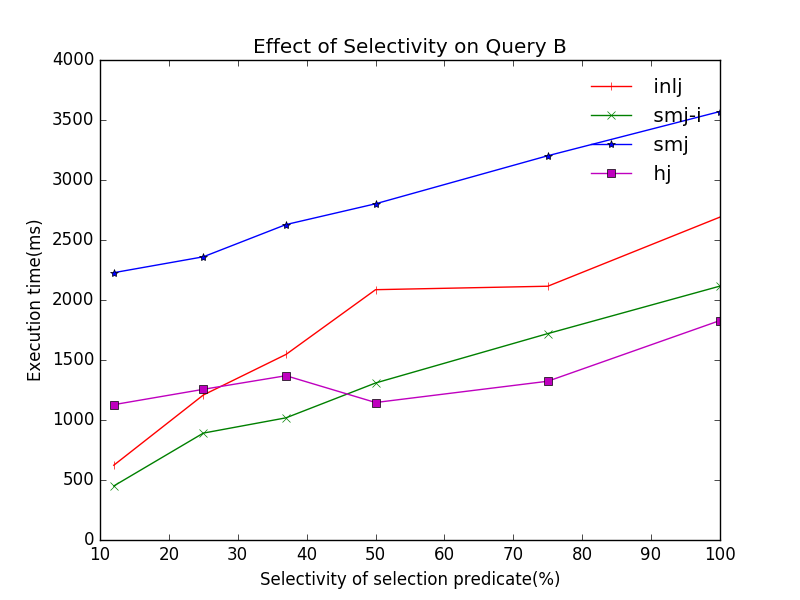 Effect of Selectivity on Query B
4000
3500
3000
2500
2000
1500
1000
500
0
Execution time(ms)
inlj
smj-i
smj
hj
10 20 30 40 50 60 70 80 90 100
Selectivity of selection predicate(%)